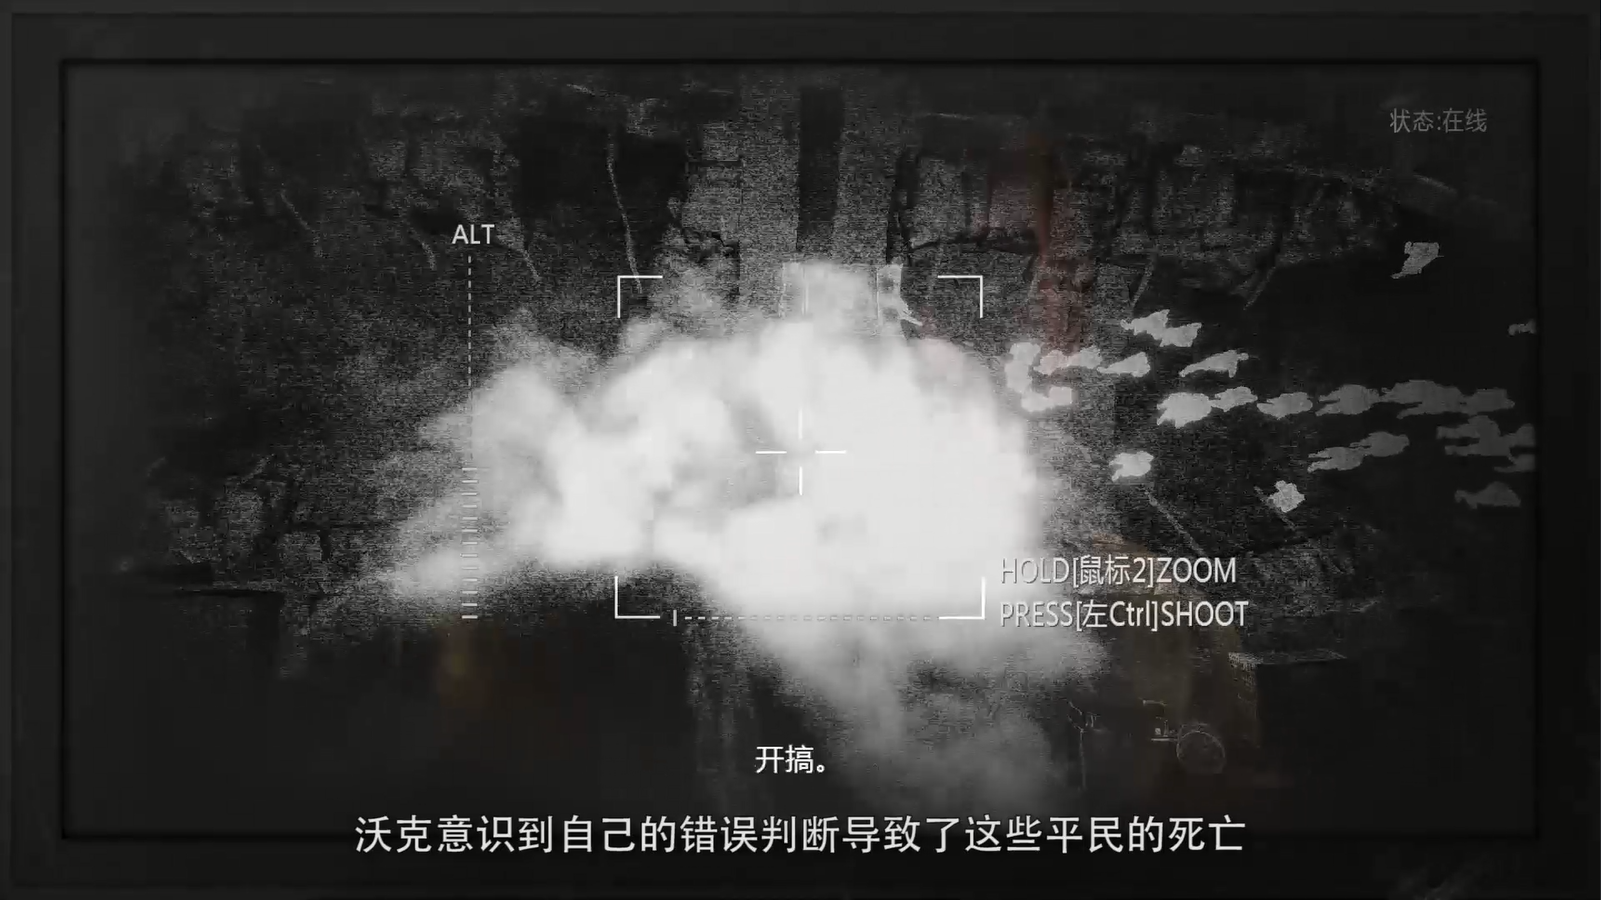 状态:在线
ALT
HOLD[鼠标2]ZOOM
PRESS[左Ctrl]SHOOT
开搞。
沃克意识到自己的错误判断导致了这些平民的死亡